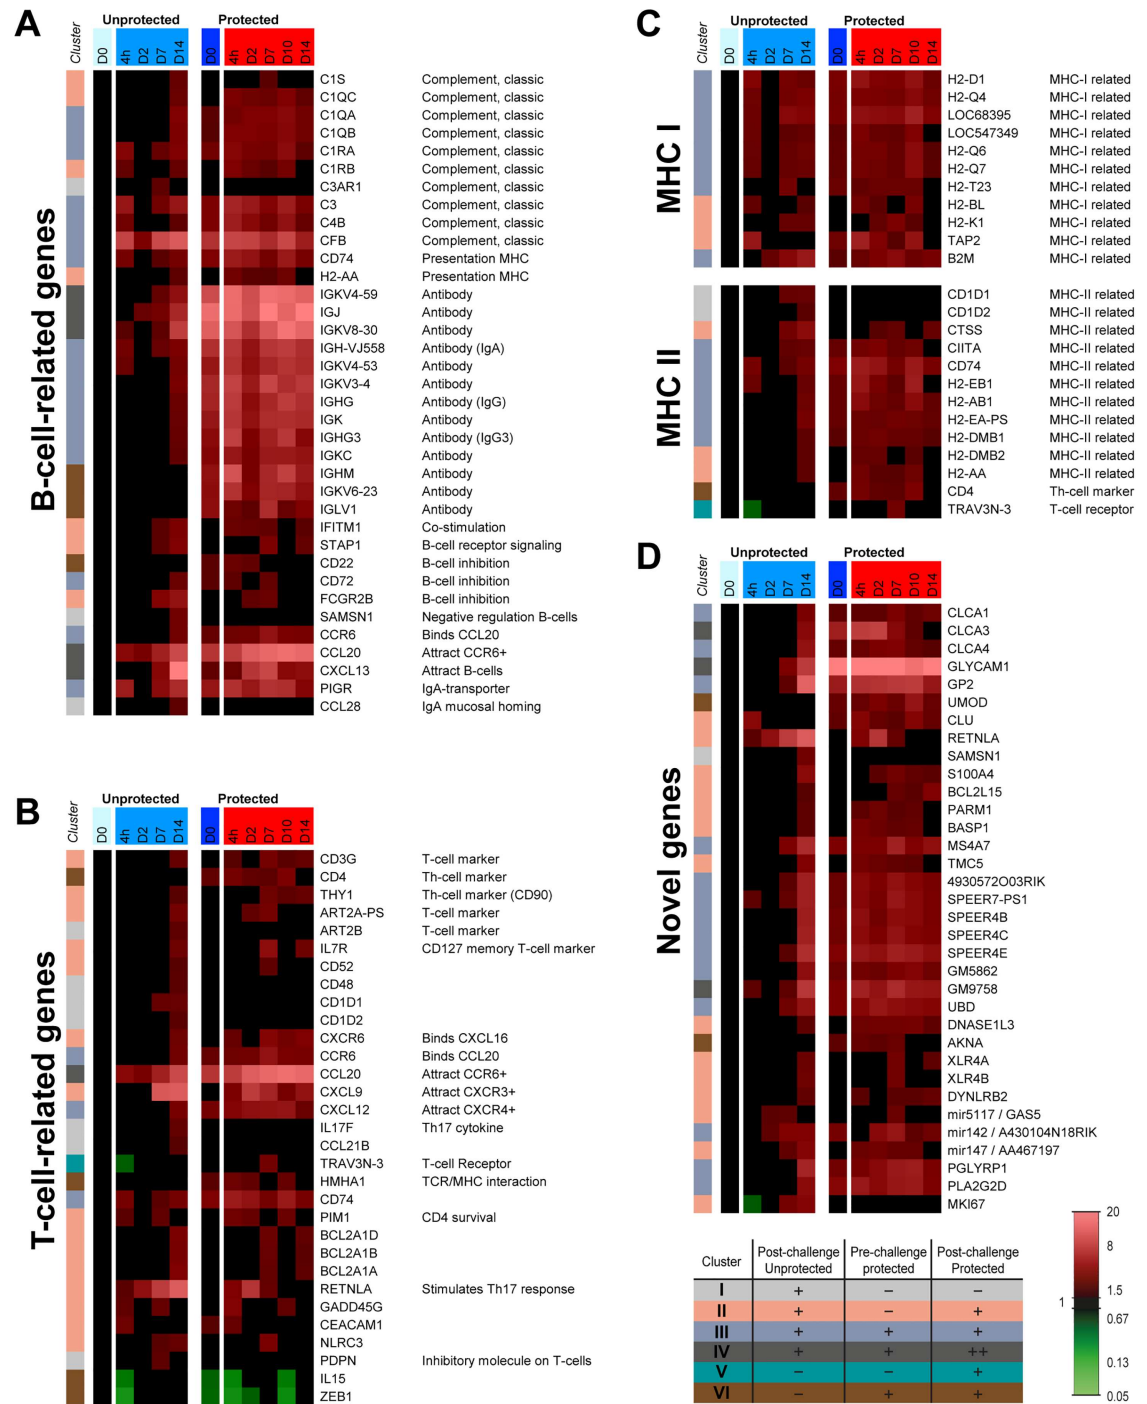 A
Unprotected Protected
Cluster D0 4h D2 D7 D14 D0 4h D2 D7 D10 D14
B-cell-related genes
C1S Complement, classic
C1QC Complement, classic
C1QA Complement, classic
C1QB Complement, classic
C1RA Complement, classic
C1RB Complement, classic
C3AR1 Complement, classic
C3 Complement, classic
C4B Complement, classic
CFB Complement, classic
CD74 Presentation MHC
H2-AA Presentation MHC
IGKV4-59 Antibody
IGJ Antibody
IGKV8-30 Antibody
IGH-VJ558 Antibody (IgA)
IGKV4-53 Antibody
IGKV3-4 Antibody
IGHG Antibody (IgG)
IGK Antibody
IGHG3 Antibody (IgG3)
IGKC Antibody
IGHM Antibody
IGKV6-23 Antibody
IGLV1 Antibody
IFITM1 Co-stimulation
STAP1 B-cell receptor signaling
CD22 B-cell inhibition
CD72 B-cell inhibition
FCGR2B B-cell inhibition
SAMSN1 Negative regulation B-cells
CCR6 Binds CCL20
CCL20 Attract CCR6+
CXCL13 Attract B-cells
PIGR IgA-transporter
CCL28 IgA mucosal homing
B
Unprotected Protected
Cluster D0 4h D2 D7 D14 D0 4h D2 D7 D10 D14
T-cell-related genes
CD3G T-cell marker
CD4 Th-cell marker
THY1 Th-cell marker (CD90)
ART2A-PS T-cell marker
ART2B T-cell marker
IL7R CD127 memory T-cell marker
CD52
CD48
CD1D1
CD1D2
CXCR6 Binds CXCL16
CCR6 Binds CCL20
CCL20 Attract CCR6+
CXCL9 Attract CXCR3+
CXCL12 Attract CXCR4+
IL17F Th17 cytokine
CCL21B
TRAV3N-3 T-cell Receptor
HMHA1 TCR/MHC interaction
CD74
PIM1 CD4 survival
BCL2A1D
BCL2A1B
BCL2A1A
RETNLA Stimulates Th17 response
GADD45G
CEACAM1
NLRC3
PDPN Inhibitory molecule on T-cells
IL15
ZEB1
C
Unprotected Protected
Cluster D0 4h D2 D7 D14 D0 4h D2 D7 D10 D14
MHC I
H2-D1 MHC-I related
H2-Q4 MHC-I related
LOC68395 MHC-I related
LOC547349 MHC-I related
H2-Q6 MHC-I related
H2-Q7 MHC-I related
H2-T23 MHC-I related
H2-BL MHC-I related
H2-K1 MHC-I related
TAP2 MHC-I related
B2M MHC-I related
MHC II
CD1D1 MHC-II related
CD1D2 MHC-II related
CTSS MHC-II related
CIITA MHC-II related
CD74 MHC-II related
H2-EB1 MHC-II related
H2-AB1 MHC-II related
H2-EA-PS MHC-II related
H2-DMB1 MHC-II related
H2-DMB2 MHC-II related
H2-AA MHC-II related
CD4 Th-cell marker
TRAV3N-3 T-cell receptor
D
Unprotected Protected
Cluster D0 4h D2 D7 D14 D0 4h D2 D7 D10 D14
Novel genes
CLCA1
CLCA3
CLCA4
GLYCAM1
GP2
UMOD
CLU
RETNLA
SAMSN1
S100A4
BCL2L15
PARM1
BASP1
MS4A7
TMC5
4930572O03RIK
SPEER7-PS1
SPEER4B
SPEER4C
SPEER4E
GM5862
GM9758
UBD
DNASE1L3
AKNA
XLR4A
XLR4B
DYNLRB2
mir5117 / GAS5
mir142 / A430104N18RIK
mir147 / AA467197
PGLYRP1
PLA2G2D
MKI67
Cluster Post-challenge Unprotected Pre-challenge protected Post-challenge Protected
I + − −
II + − +
III + + +
IV + + ++
V − − +
VI − + +
20
8
1.5
1
0.67
0.13
0.05